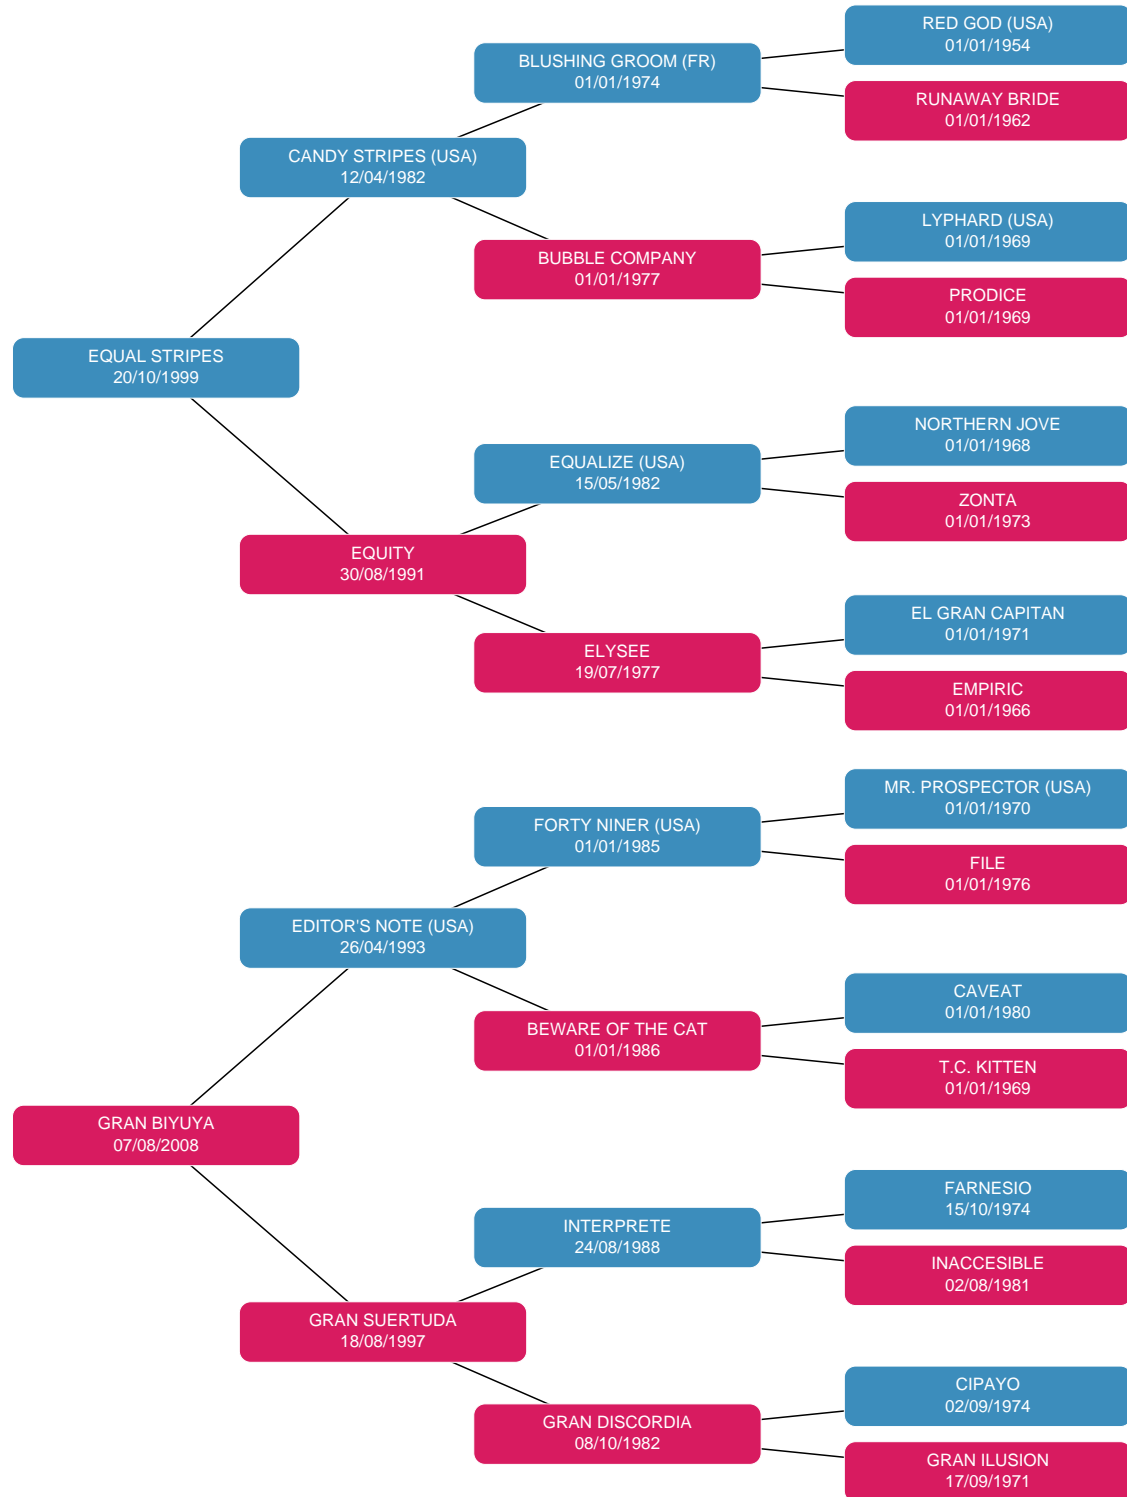 RED GOD (USA)
01/01/1954
BLUSHING GROOM (FR)
01/01/1974
RUNAWAY BRIDE
01/01/1962
CANDY STRIPES (USA)
12/04/1982
LYPHARD (USA)
01/01/1969
BUBBLE COMPANY
01/01/1977
PRODICE
01/01/1969
EQUAL STRIPES
20/10/1999
NORTHERN JOVE
01/01/1968
EQUALIZE (USA)
15/05/1982
ZONTA
01/01/1973
EQUITY
30/08/1991
EL GRAN CAPITAN
01/01/1971
ELYSEE
19/07/1977
EMPIRIC
01/01/1966
MR. PROSPECTOR (USA)
01/01/1970
FORTY NINER (USA)
01/01/1985
FILE
01/01/1976
EDITOR'S NOTE (USA)
26/04/1993
CAVEAT
01/01/1980
BEWARE OF THE CAT
01/01/1986
T.C. KITTEN
01/01/1969
GRAN BIYUYA
07/08/2008
FARNESIO
15/10/1974
INTERPRETE
24/08/1988
INACCESIBLE
02/08/1981
GRAN SUERTUDA
18/08/1997
CIPAYO
02/09/1974
GRAN DISCORDIA
08/10/1982
GRAN ILUSION
17/09/1971